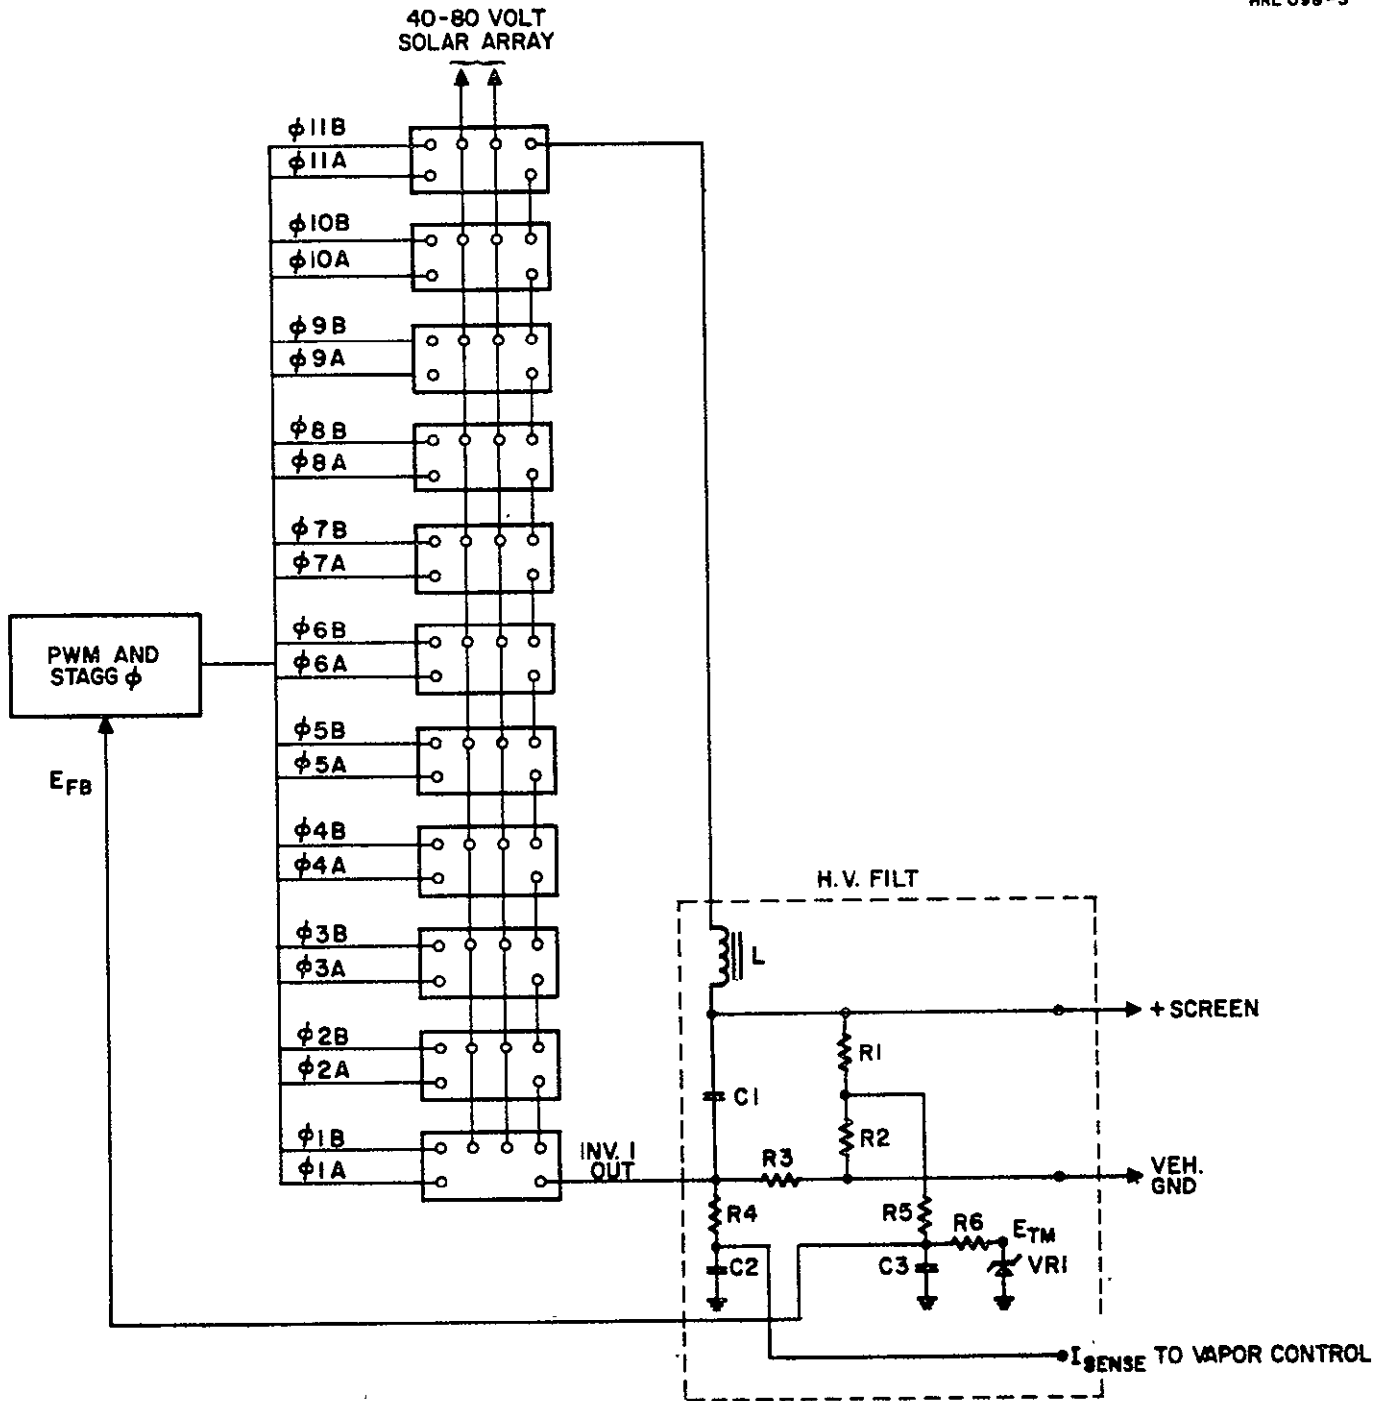 40-80 VOLT
SOLAR ARRAY
ϕ11B
ϕ11A
ϕ10B
ϕ10A
ϕ9B
ϕ9A
ϕ8B
ϕ8A
ϕ7B
ϕ7A
ϕ6B
ϕ6A
PWM AND
STAGG ϕ
ϕ5B
ϕ5A
E_FB
ϕ4B
ϕ4A
H.V. FILT
ϕ3B
ϕ3A
L
+ SCREEN
ϕ2B
ϕ2A
R1
C1
R2
ϕ1B
ϕ1A
INV. 1
OUT
R3
VEH.
GND
R4
R5
R6
E_TM
C2
C3
VR1
I_SENSE TO VAPOR CONTROL